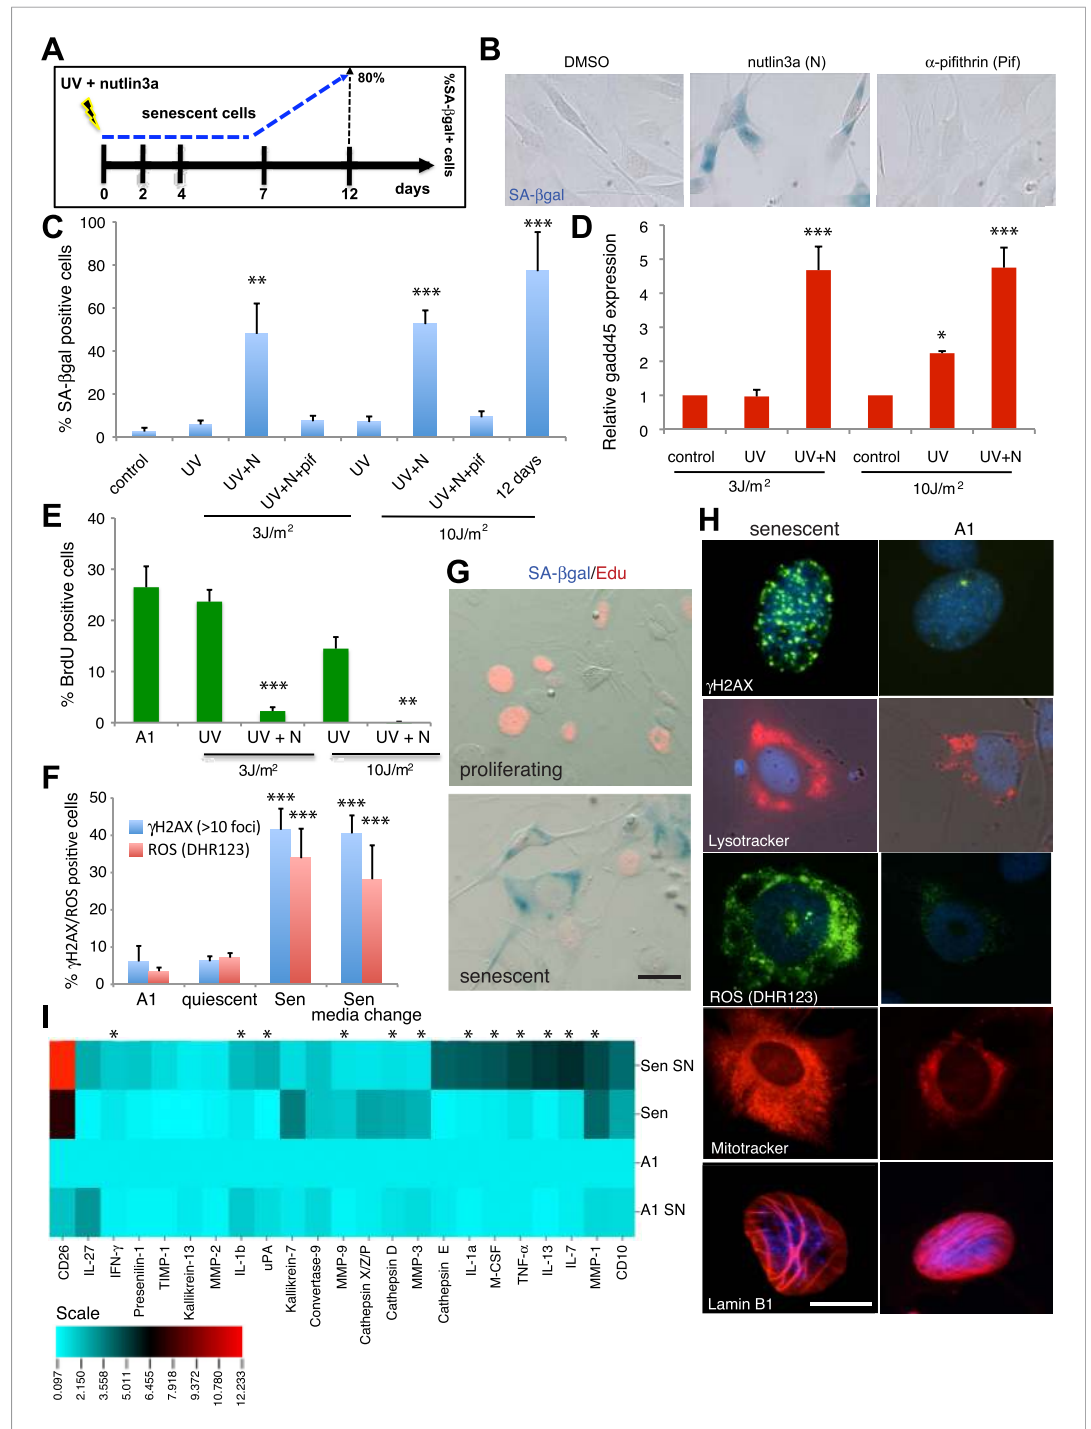 A
UV + nutlin3a
senescent cells
80%
%SA-βgal+ cells
0 2 4 7 12 days
B
DMSO nutlin3a (N) α-pifithrin (Pif)
SA-βgal
C
% SA-βgal positive cells
100
80
60
40
20
0
** *** ***
control UV UV+N UV+N+pif UV UV+N UV+N+pif 12 days
3J/m2 10J/m2
D
Relative gadd45 expression
6
5
4
3
2
1
0
*** * ***
control UV UV+N control UV UV+N
3J/m2 10J/m2
E
% BrdU positive cells
40
30
20
10
0
*** **
A1 UV UV + N UV UV + N
3J/m2 10J/m2
F
% γH2AX/ROS positive cells
50
40
30
20
10
0
γH2AX (>10 foci)
ROS (DHR123)
*** *** *** ***
A1 quiescent Sen Sen
media change
G
SA-βgal/Edu
proliferating
senescent
H
senescent A1
γH2AX
Lysotracker
ROS (DHR123)
Mitotracker
Lamin B1
I
* * * * * * * * * * * *
Sen SN
Sen
A1
A1 SN
CD26
IL-27
IFN-γ
Presenilin-1
TIMP-1
Kallikrein-13
MMP-2
IL-1b
uPA
Kallikrein-7
Convertase-9
MMP-9
Cathepsin X/Z/P
Cathepsin D
MMP-3
Cathepsin E
IL-1a
M-CSF
TNF-α
IL-13
IL-7
MMP-1
CD10
Scale
0.097
2.150
3.558
5.011
6.455
7.918
9.372
10.780
12.233